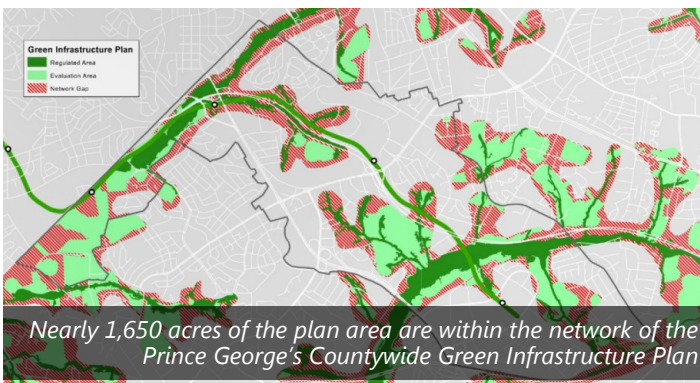 Green Infrastructure Plan
Regulated Area
Evaluation Area
Network Gap
Nearly 1,650 acres of the plan area are within the network of the
Prince George's Countywide Green Infrastructure Plan